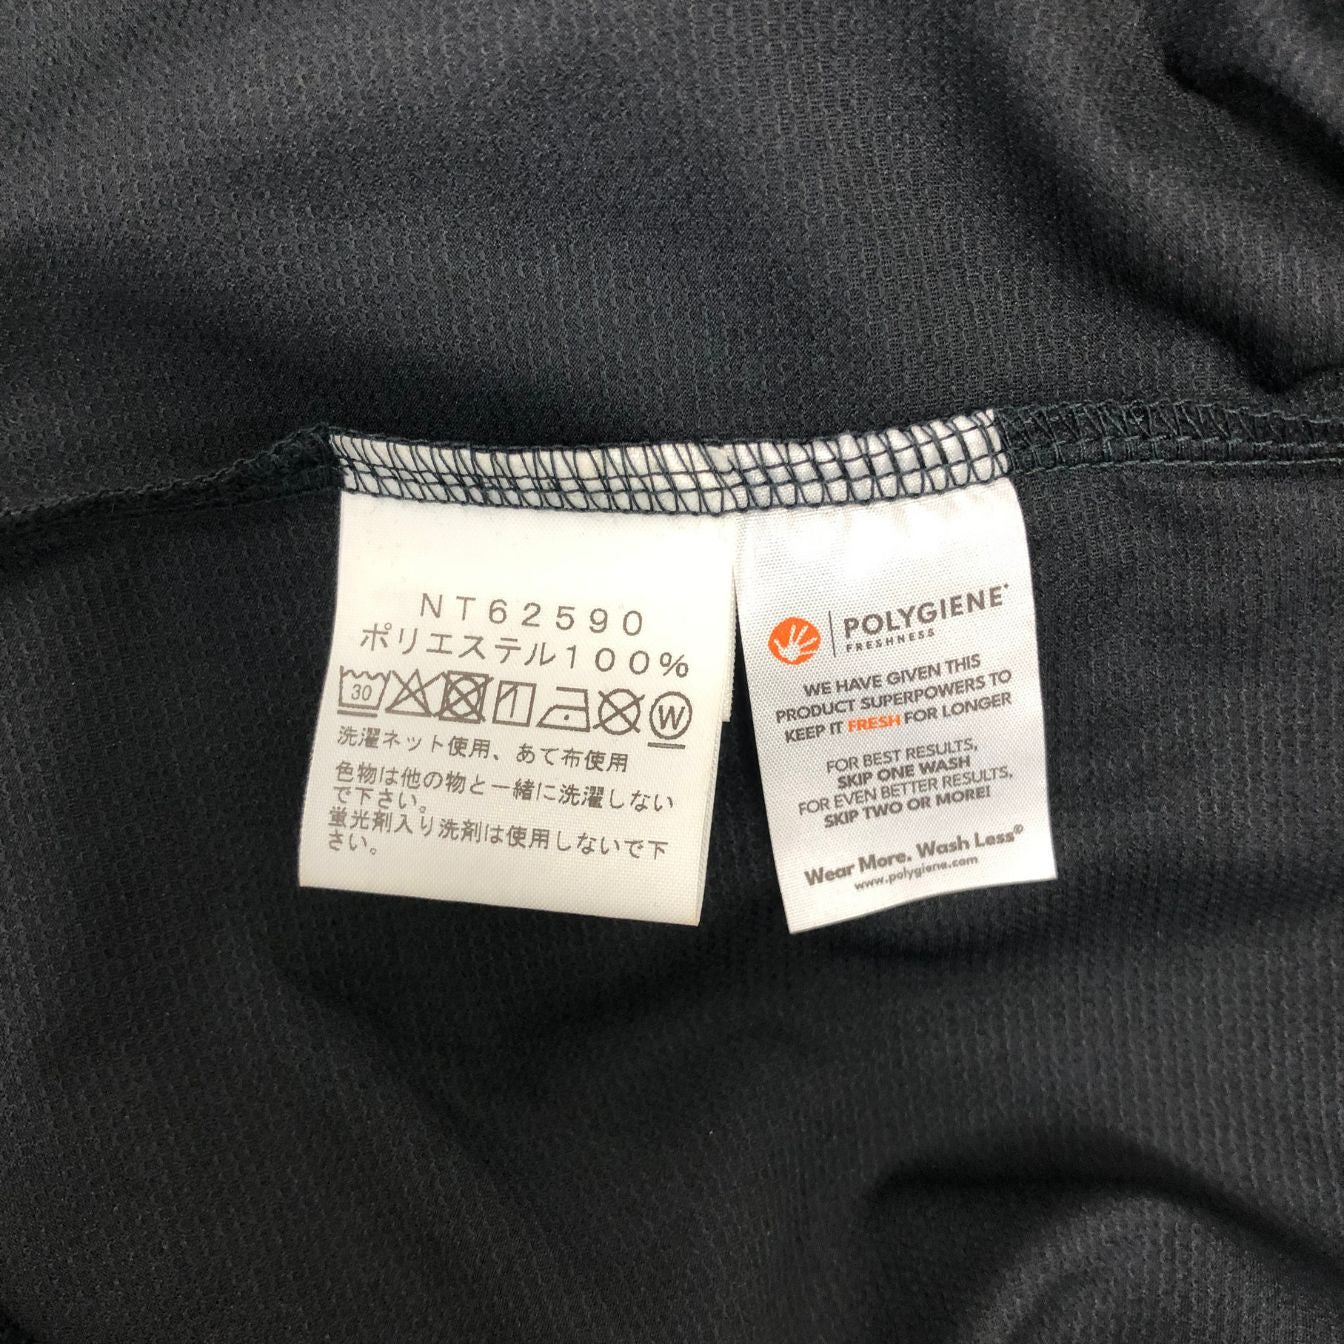 NT62590
ポリエステル100%
30
W
洗濯ネット使用、あて布使用
色物は他の物と一緒に洗濯しない
で下さい。
蛍光剤入り洗剤は使用しないで下
さい。
POLYGIENE
FRESHNESS
WE HAVE GIVEN THIS
PRODUCT SUPERPOWERS TO
KEEP IT FRESH FOR LONGER
FOR BEST RESULTS,
SKIP ONE WASH
FOR EVEN BETTER RESULTS,
SKIP TWO OR MORE!
Wear More. Wash Less®
www.polygiene.com